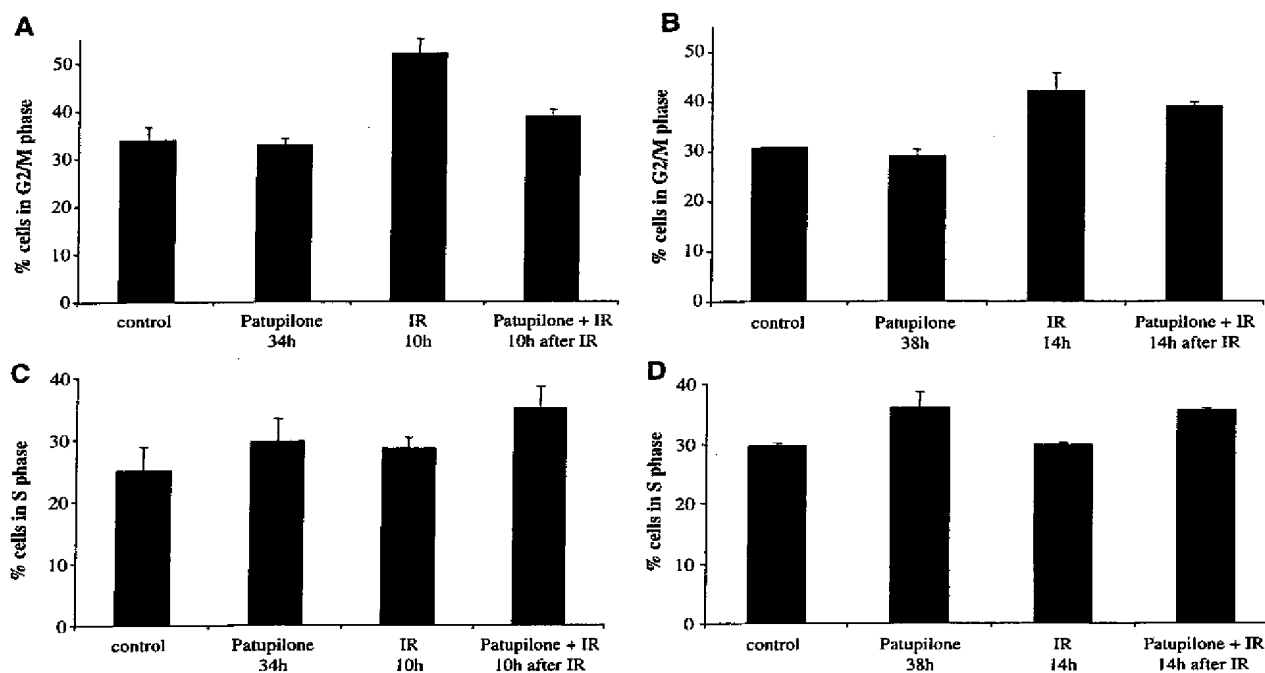 A
% cells in G2/M phase
50
40
30
20
10
0
control
Patupilone
34h
IR
10h
Patupilone + IR
10h after IR
B
% cells in G2/M phase
50
40
30
20
10
0
control
Patupilone
38h
IR
14h
Patupilone + IR
14h after IR
C
% cells in S phase
40
30
20
10
0
control
Patupilone
34h
IR
10h
Patupilone + IR
10h after IR
D
% cells in S phase
40
30
20
10
0
control
Patupilone
38h
IR
14h
Patupilone + IR
14h after IR